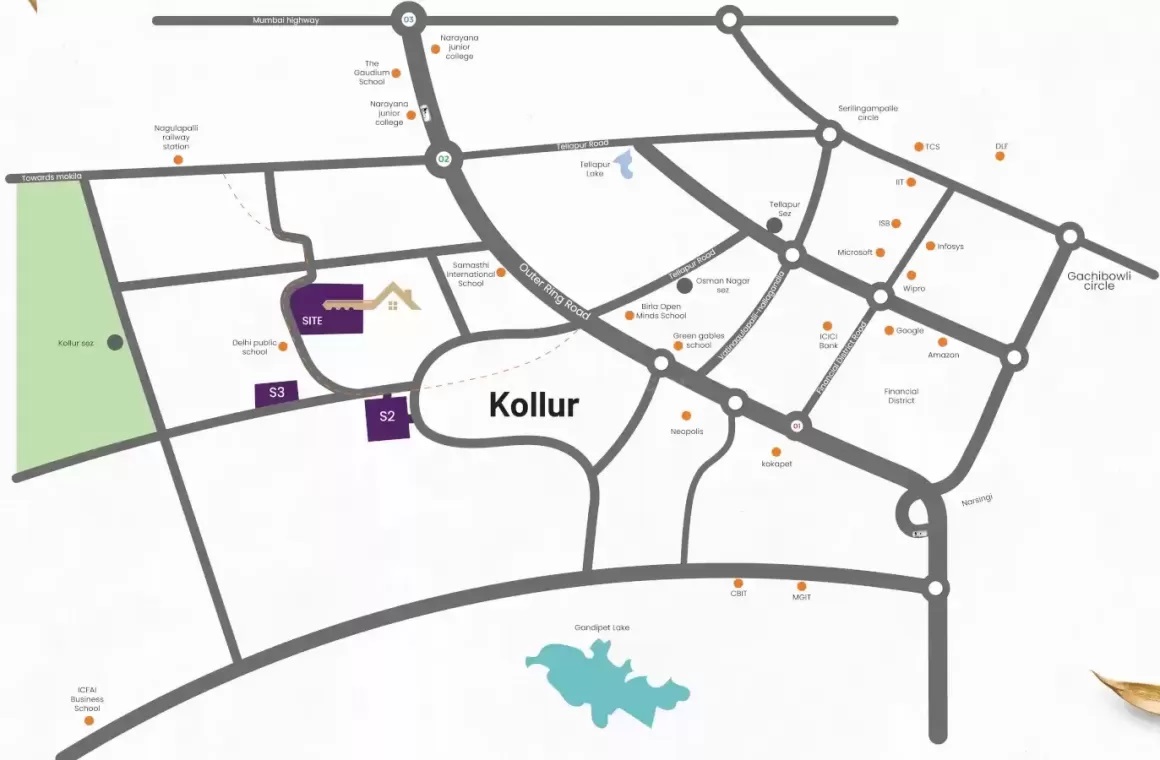 Mumbai highway
03
Narayana
junior
college
The
Gaudium
School
Narayana
junior
college
Serilingampalle
circle
Nagulapalli
railway
station
02
Tellapur Road
TCS
DLF
Tellapur
Lake
Towards mokila
IIT
Tellapur
Sez
ISB
Infosys
Microsoft
Tellapur Road
Gachibowli
circle
Samasthi
International
School
Outer Ring Road
Osman Nagar
sez
Wipro
Birla Open
Minds School
SITE
ICICI
Bank
Google
Kollur sez
Delhi public
school
Green gables
school
Amazon
Financial District Road
S3
Kollur
Financial
District
S2
Neopolis
01
kokapet
Narsingi
CBIT
MGIT
Gandipet Lake
ICFAI
Business
School